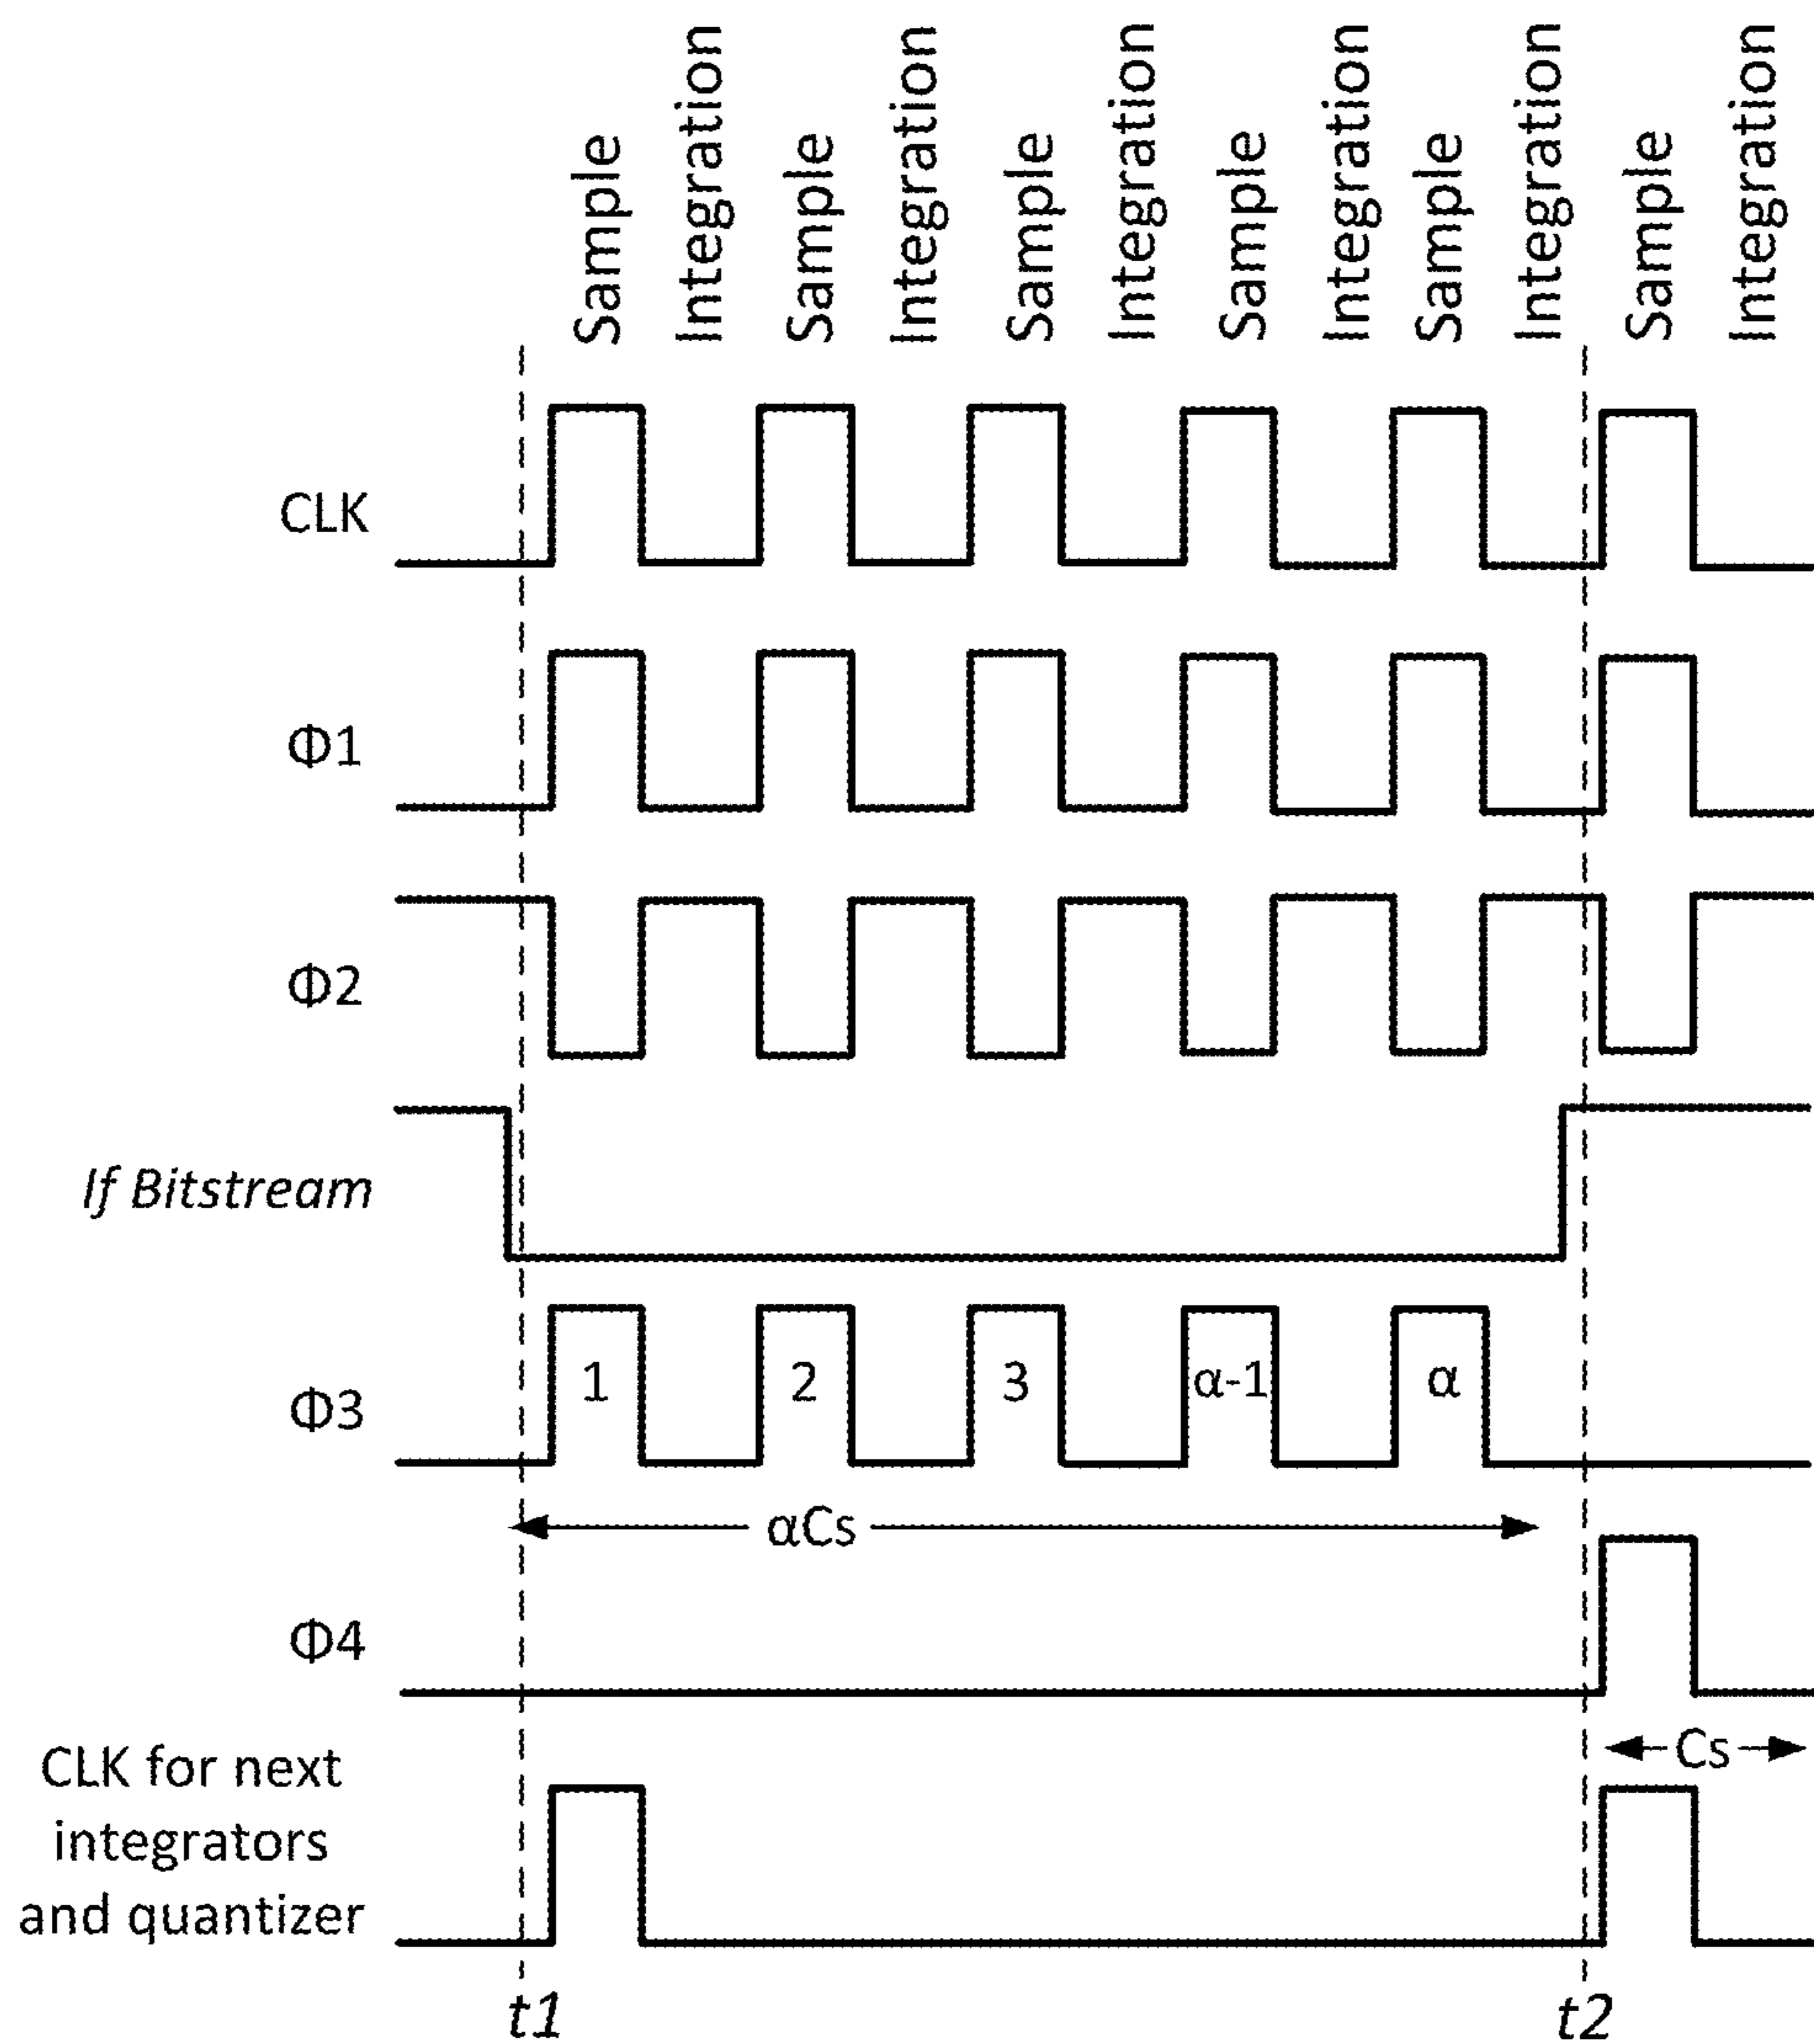 Sample
Integration
Sample
Integration
Sample
Integration
Sample
Integration
Sample
Integration
Sample
Integration
CLK
Φ1
Φ2
If Bitstream
Φ3
1
2
3
α-1
α
αCs
Φ4
Cs
CLK for next
integrators
and quantizer
t1
t2